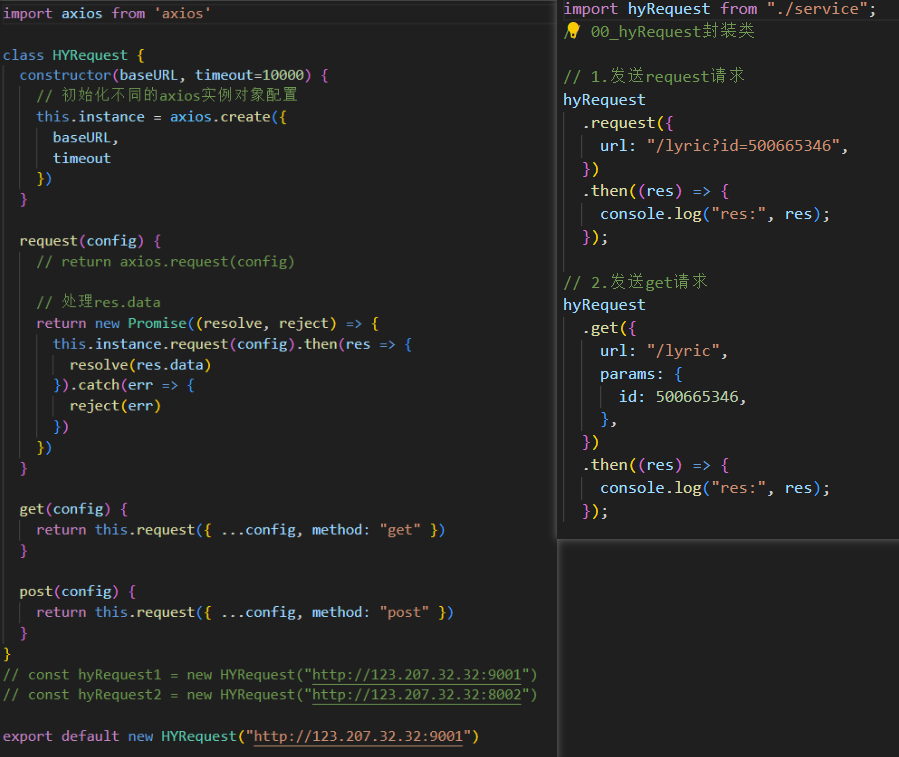 import axios from 'axios'
class HYRequest {
constructor(baseURL, timeout=10000) {
// 初始化不同的axios实例对象配置
this.instance = axios.create({
baseURL,
timeout
})
}
request(config) {
// return axios.request(config)
// 处理res.data
return new Promise((resolve, reject) => {
this.instance.request(config).then(res => {
resolve(res.data)
}).catch(err => {
reject(err)
})
})
}
get(config) {
return this.request({ ...config, method: "get" })
}
post(config) {
return this.request({ ...config, method: "post" })
}
}
// const hyRequest1 = new HYRequest("http://123.207.32.32:9001")
// const hyRequest2 = new HYRequest("http://123.207.32.32:8002")
export default new HYRequest("http://123.207.32.32:9001")
import hyRequest from "./service";
// 00_hyRequest封装类
// 1.发送request请求
hyRequest
.request({
url: "/lyric?id=500665346",
})
.then((res) => {
console.log("res:", res);
});
// 2.发送get请求
hyRequest
.get({
url: "/lyric",
params: {
id: 500665346,
},
})
.then((res) => {
console.log("res:", res);
});